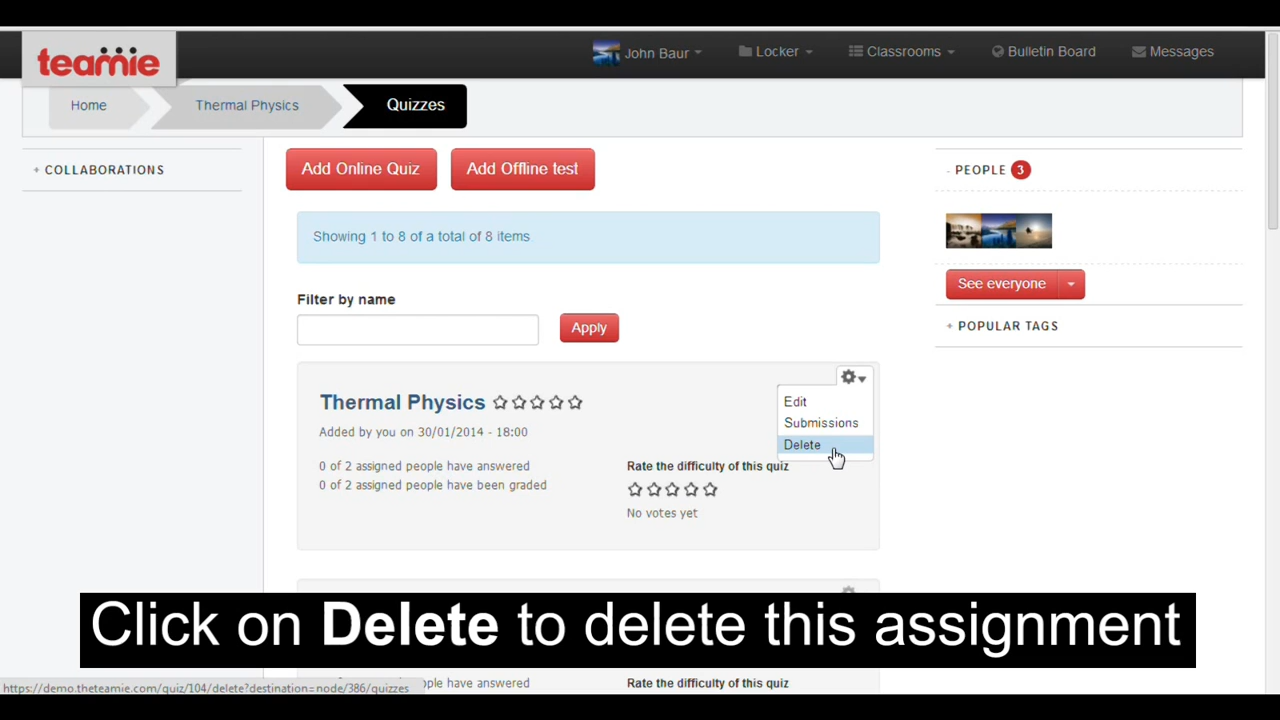 teamie
John Baur
Locker
Classrooms
Bulletin Board
Messages
Home
Thermal Physics
Quizzes
+ COLLABORATIONS
Add Online Quiz
Add Offline test
- PEOPLE 3
Showing 1 to 8 of a total of 8 items
See everyone
Filter by name
Apply
+ POPULAR TAGS
Thermal Physics
Edit
Submissions
Delete
Added by you on 30/01/2014 - 18:00
0 of 2 assigned people have answered
0 of 2 assigned people have been graded
Rate the difficulty of this quiz
No votes yet
Click on Delete to delete this assignment
https://demo.theteamie.com/quiz/104/delete?destination=node/386/quizzes
ple have answered
Rate the difficulty of this quiz